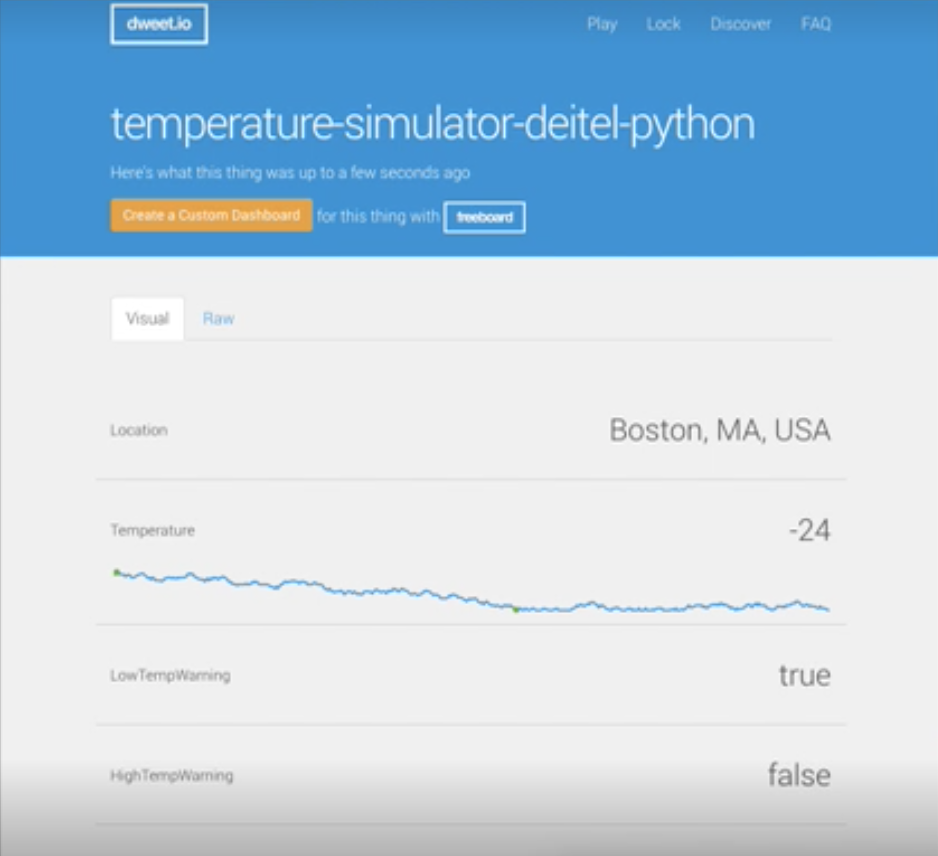 dweet.io
Play Lock Discover FAQ
temperature-simulator-deitel-python
Here's what this thing was up to a few seconds ago
Create a Custom Dashboard for this thing with freeboard
Visual Raw
Location Boston, MA, USA
Temperature -24
LowTempWarning true
HighTempWarning false